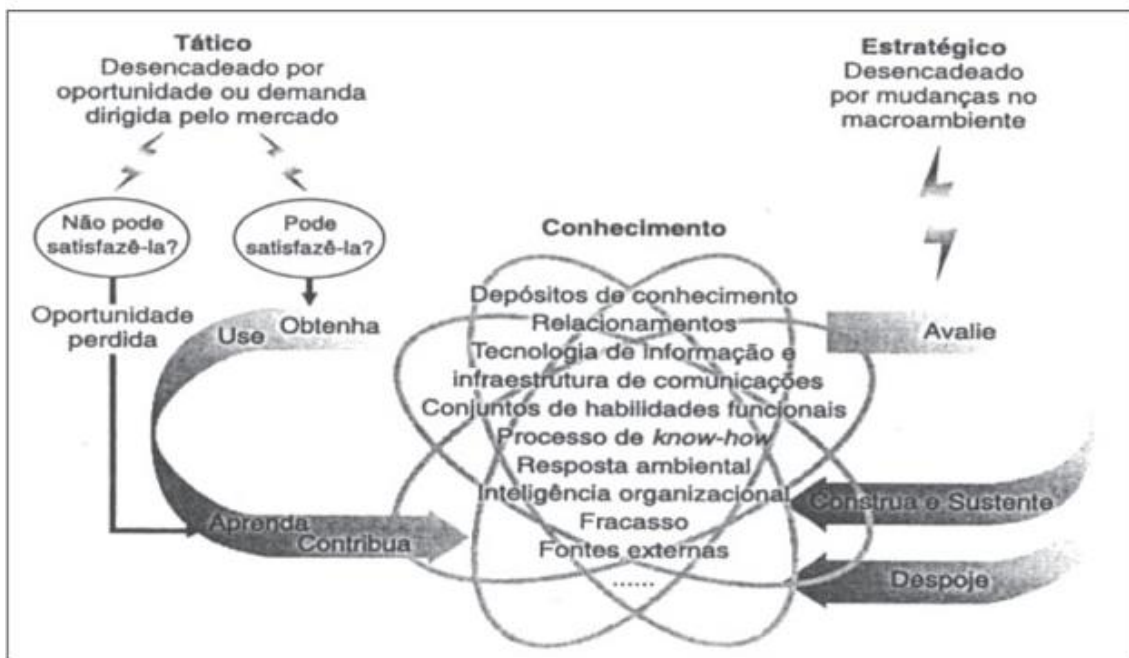 Tático
Desencadeado por
oportunidade ou demanda
dirigida pelo mercado
Estratégico
Desencadeado
por mudanças no
macroambiente
Não pode
satisfazê-la?
Pode
satisfazê-la?
Oportunidade
perdida
Use
Obtenha
Aprenda
Contribua
Conhecimento
Depósitos de conhecimento
Relacionamentos
Tecnologia de informação e
infraestrutura de comunicações
Conjuntos de habilidades funcionais
Processo de know-how
Resposta ambiental
Inteligência organizacional
Fracasso
Fontes externas
......
Avalie
Construa e Sustente
Despoje